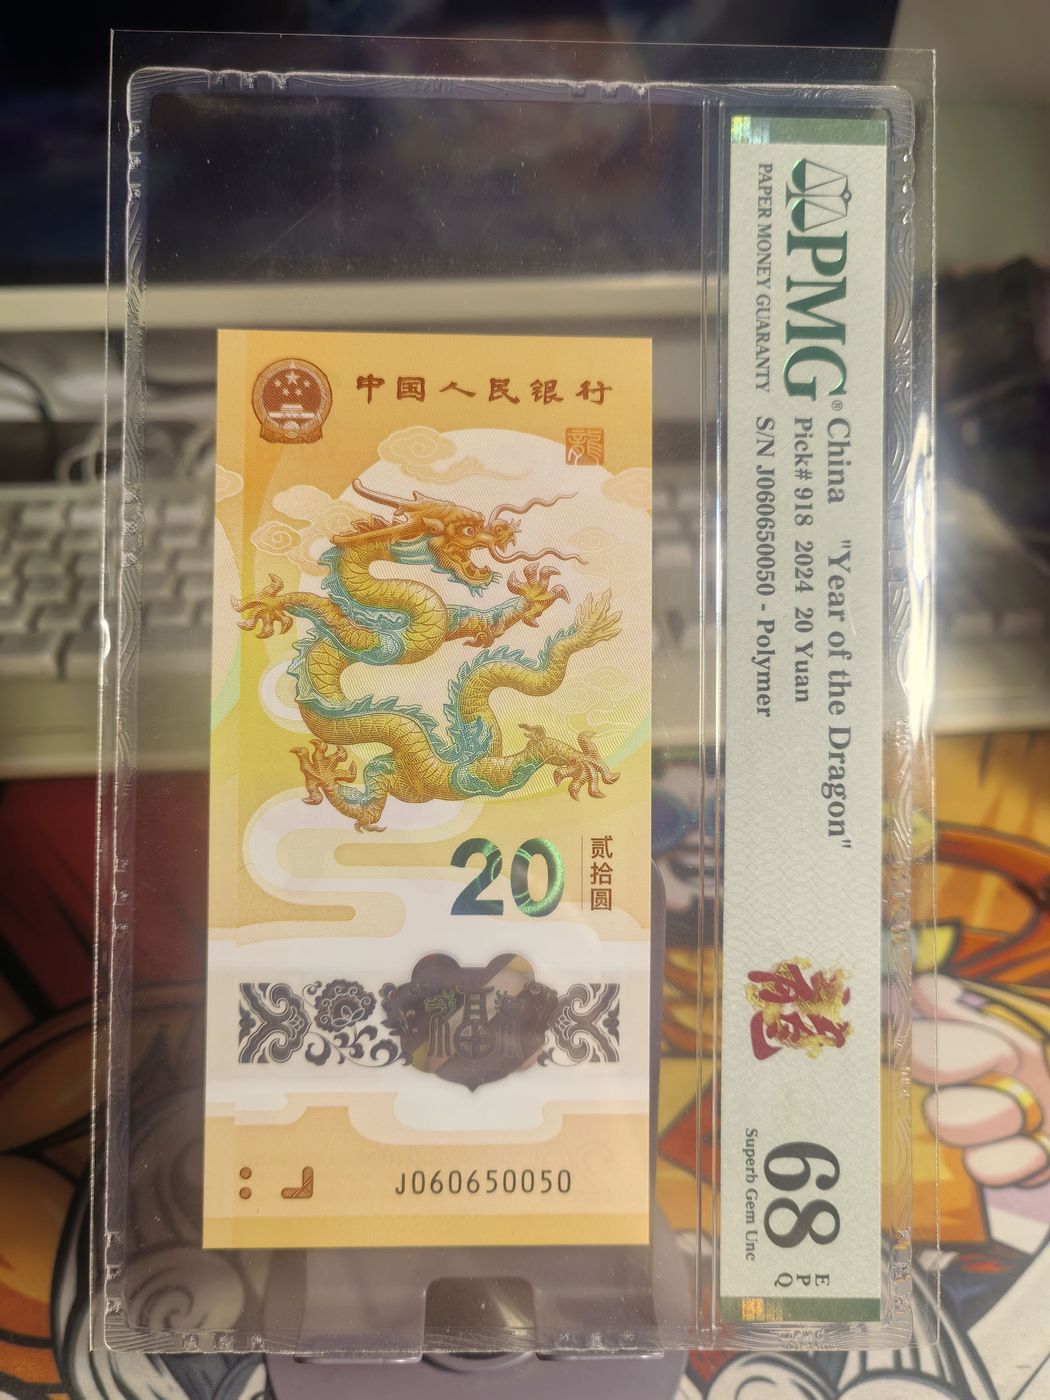 中国人民银行
龍
20
贰拾圆
福
J060650050
PMG®
PAPER MONEY GUARANTY
China "Year of the Dragon"
Pick# 918 2024 20 Yuan
S/N J060650050 - Polymer
68
EPQ
Superb Gem Unc